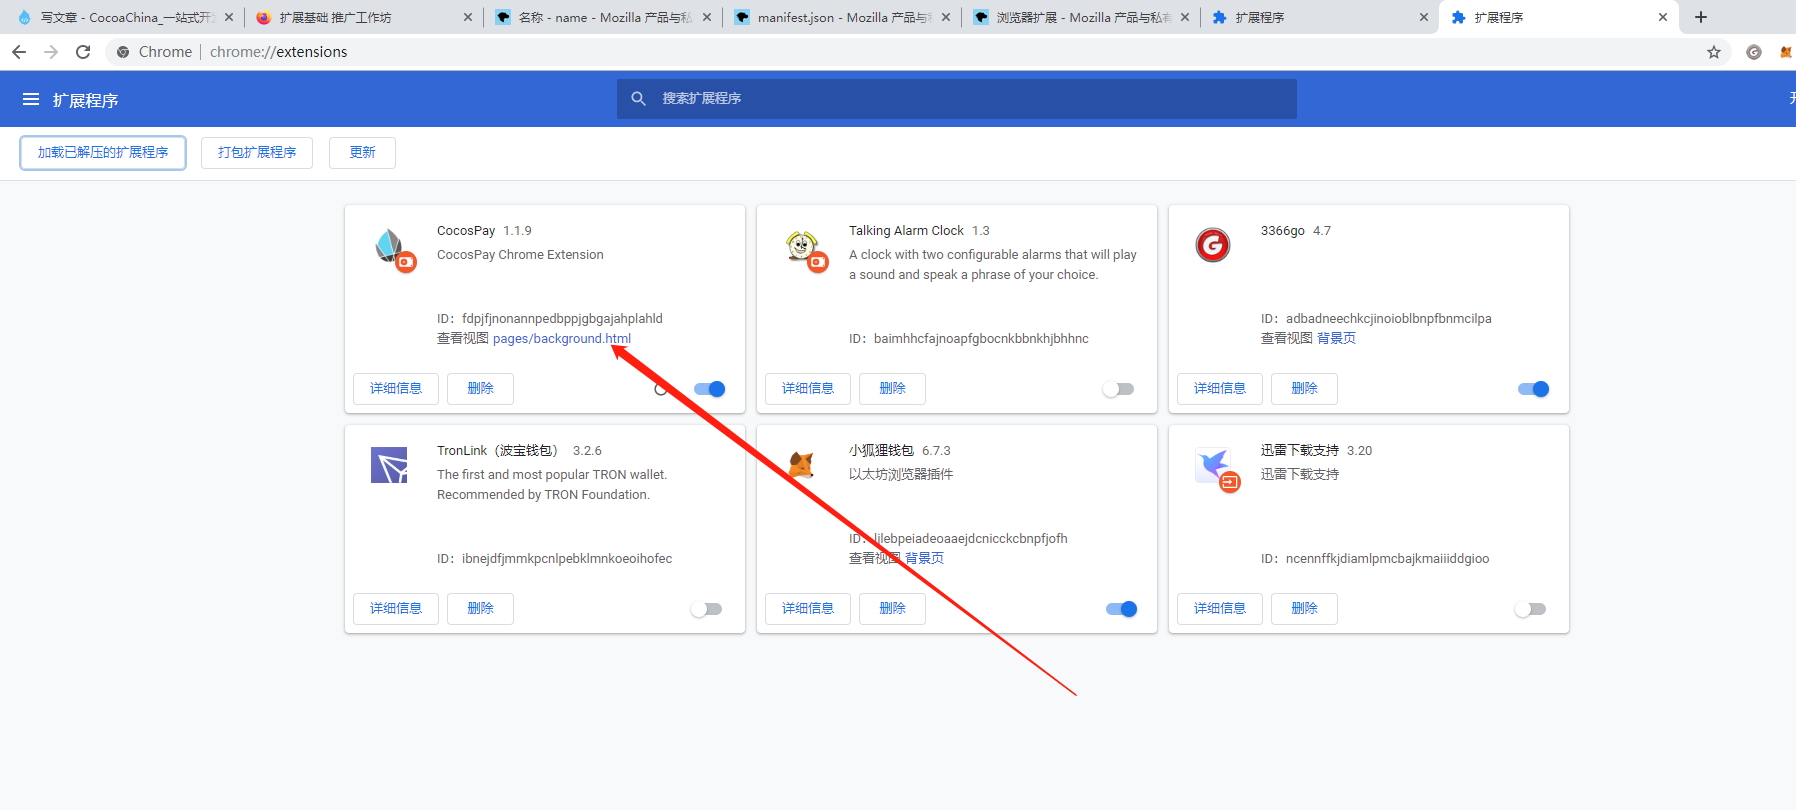 写文章 - CocoaChina_一站式开发
扩展基础 推广工作坊
名称 - name - Mozilla 产品与私
manifest.json - Mozilla 产品与私
浏览器扩展 - Mozilla 产品与私有
扩展程序
扩展程序
Chrome | chrome://extensions
扩展程序
搜索扩展程序
加载已解压的扩展程序
打包扩展程序
更新
CocosPay 1.1.9
CocosPay Chrome Extension
ID: fdpjfjnonannpedbppjgbgajahplahld
查看视图 pages/background.html
详细信息
删除
Talking Alarm Clock 1.3
A clock with two configurable alarms that will play
a sound and speak a phrase of your choice.
ID: baimhhcfajnoapfgbocnkbbnkhjbhhnc
详细信息
删除
3366go 4.7
ID: adbadneechkcjinoioblbnpfbnmcilpa
查看视图 背景页
详细信息
删除
TronLink（波宝钱包） 3.2.6
The first and most popular TRON wallet.
Recommended by TRON Foundation.
ID: ibnejdfjmmkpcnlpebklmnkoeoihofec
详细信息
删除
小狐狸钱包 6.7.3
以太坊浏览器插件
ID: ljlebpeiadeoaaejdcnicckcbnpfjofh
查看视图 背景页
详细信息
删除
迅雷下载支持 3.20
迅雷下载支持
ID: ncennffkjdiamlpmcbajkmaiiiddgioo
详细信息
删除